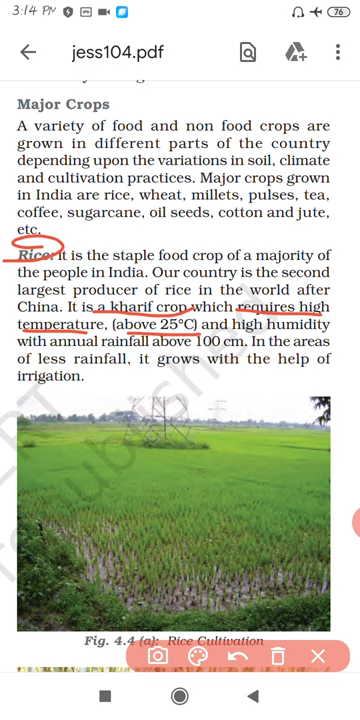 3:14 PM
76
jess104.pdf
Major Crops
A variety of food and non food crops are
grown in different parts of the country
depending upon the variations in soil, climate
and cultivation practices. Major crops grown
in India are rice, wheat, millets, pulses, tea,
coffee, sugarcane, oil seeds, cotton and jute,
etc.
Rice: It is the staple food crop of a majority of
the people in India. Our country is the second
largest producer of rice in the world after
China. It is a kharif crop which requires high
temperature, (above 25°C) and high humidity
with annual rainfall above 100 cm. In the areas
of less rainfall, it grows with the help of
irrigation.
Fig. 4.4 (a): Rice Cultivation